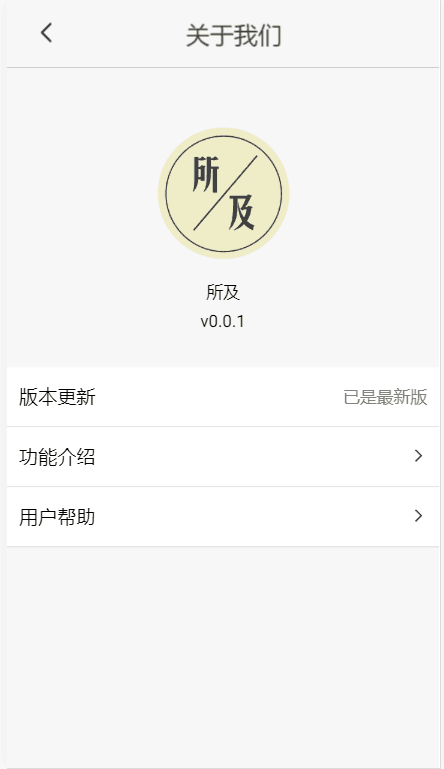 关于我们
所
及
所及
v0.0.1
版本更新 已是最新版
功能介绍
用户帮助